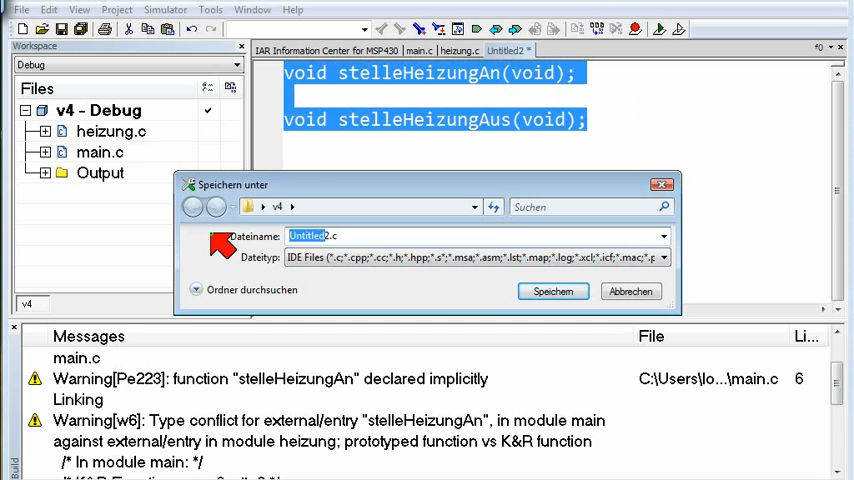 File Edit View Project Simulator Tools Window Help
Workspace
Debug
Files
v4 - Debug
heizung.c
main.c
Output
v4
IAR Information Center for MSP430 main.c heizung.c Untitled2 *
f0
void stelleHeizungAn(void);
void stelleHeizungAus(void);
Speichern unter
v4
Suchen
Dateiname: Untitled2.c
Dateityp: IDE Files (*.c;*.cpp;*.cc;*.h;*.hpp;*.s*;*.msa;*.asm;*.lst;*.map;*.log;*.xcl;*.icf;*.mac;*.p
Ordner durchsuchen
Speichern Abbrechen
Messages File Li...
main.c
Warning[Pe223]: function "stelleHeizungAn" declared implicitly C:\Users\lo...\main.c 6
Linking
Warning[w6]: Type conflict for external/entry "stelleHeizungAn", in module main
against external/entry in module heizung; prototyped function vs K&R function
/* In module main: */
Build